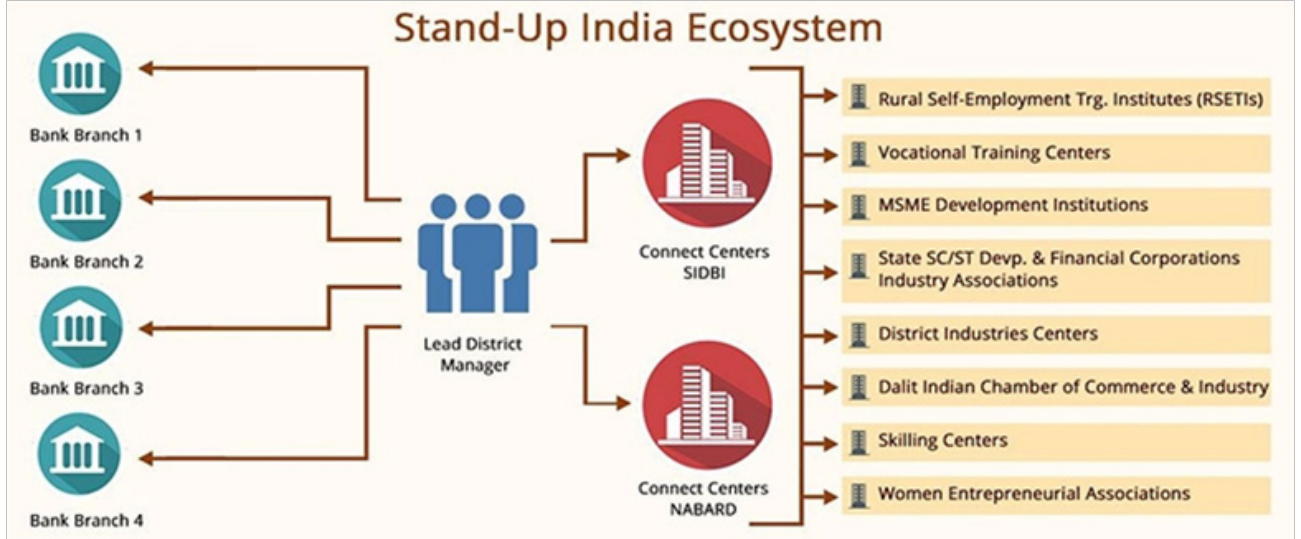 Stand-Up India Ecosystem
Bank Branch 1
Bank Branch 2
Bank Branch 3
Bank Branch 4
Lead District
Manager
Connect Centers
SIDBI
Connect Centers
NABARD
Rural Self-Employment Trg. Institutes (RSETIs)
Vocational Training Centers
MSME Development Institutions
State SC/ST Devp. & Financial Corporations
Industry Associations
District Industries Centers
Dalit Indian Chamber of Commerce & Industry
Skilling Centers
Women Entrepreneurial Associations